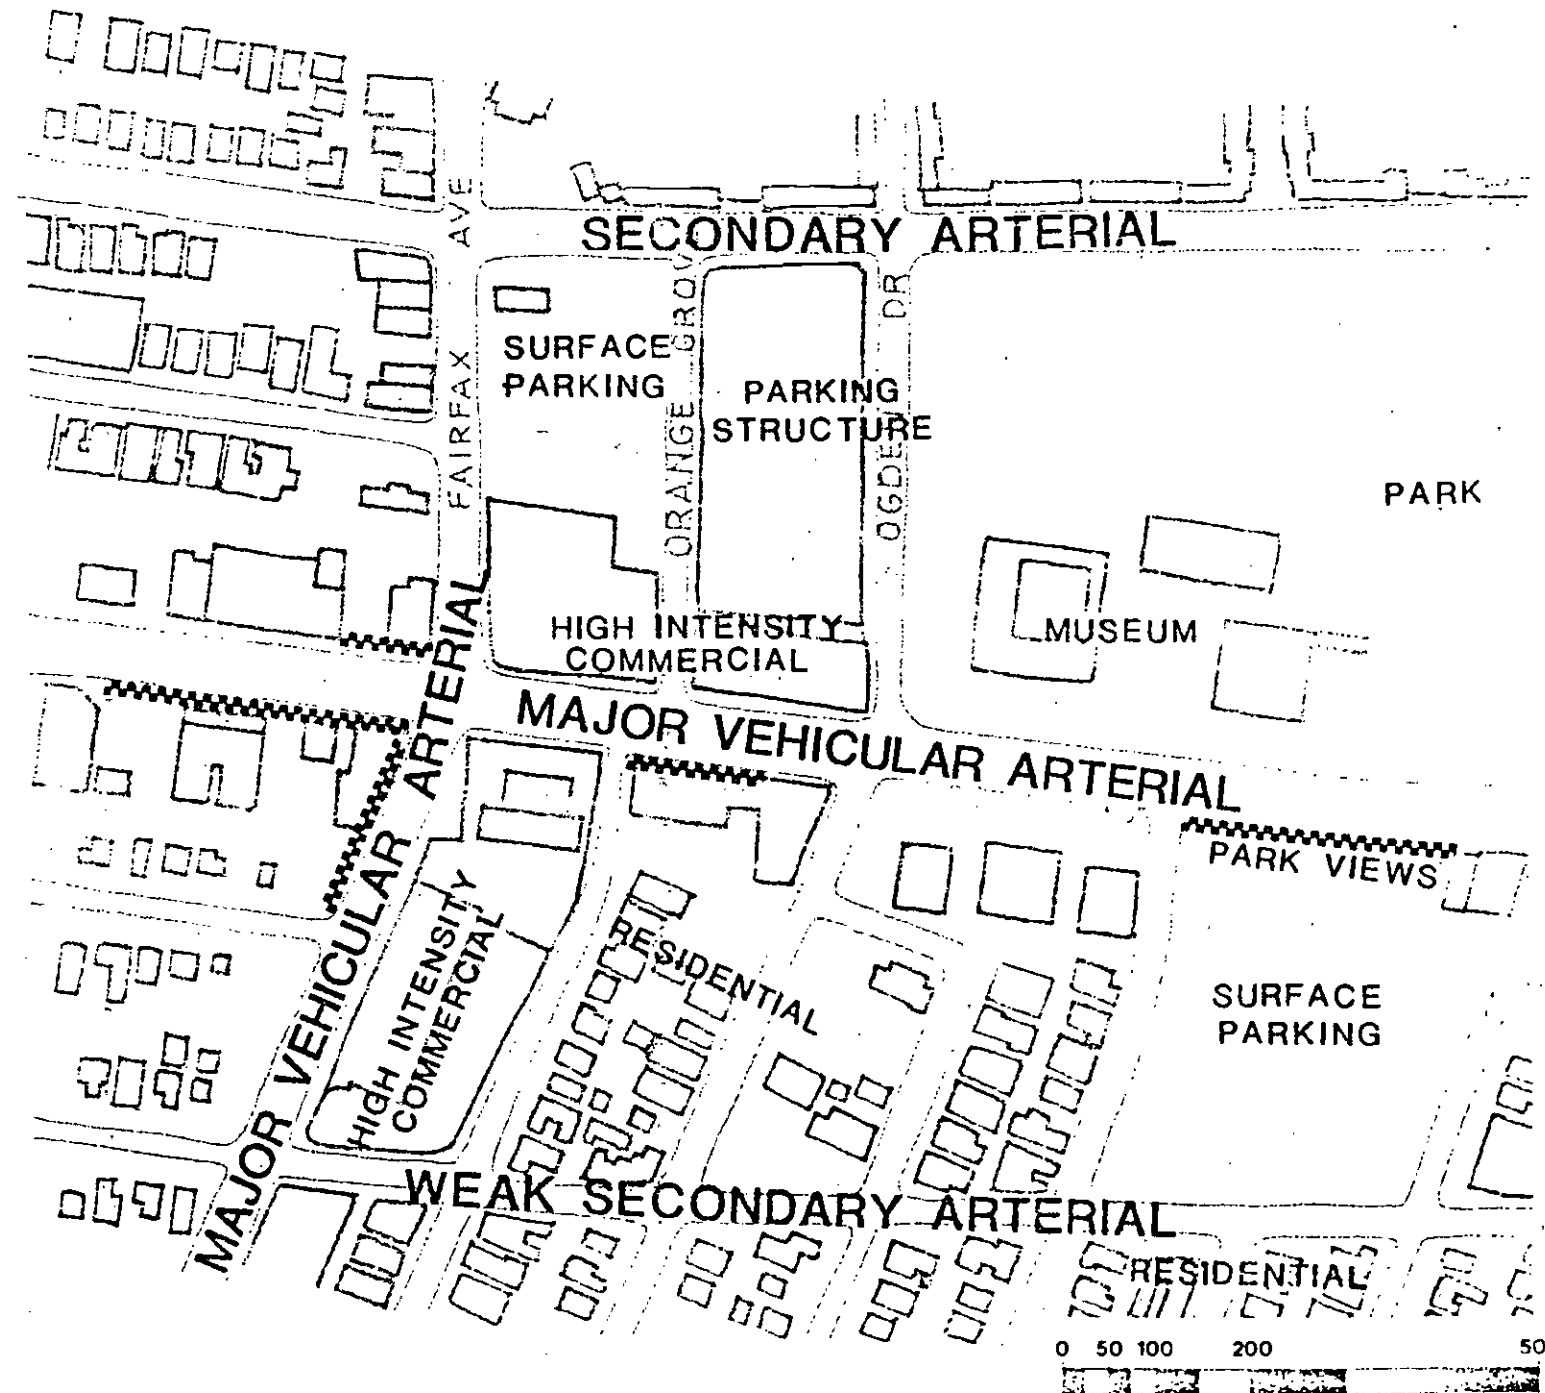 SECONDARY ARTERIAL
FAIRFAX AVE
ORANGE GROV
OGDEN DR
SURFACE
PARKING
PARKING
STRUCTURE
PARK
HIGH INTENSITY
COMMERCIAL
MUSEUM
MAJOR VEHICULAR ARTERIAL
MAJOR VEHICULAR ARTERIAL
PARK VIEWS
HIGH INTENSITY
COMMERCIAL
RESIDENTIAL
SURFACE
PARKING
WEAK SECONDARY ARTERIAL
RESIDENTIAL
0 50 100 200 50